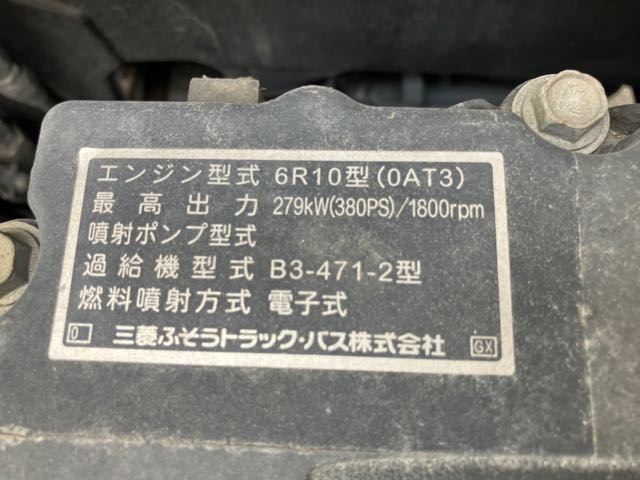 エンジン型式 6R10型(0AT3)
最高出力 279kW(380PS)/1800rpm
噴射ポンプ型式
過給機型式 B3-471-2型
燃料噴射方式 電子式
0 三菱ふそうトラック・バス株式会社 GX